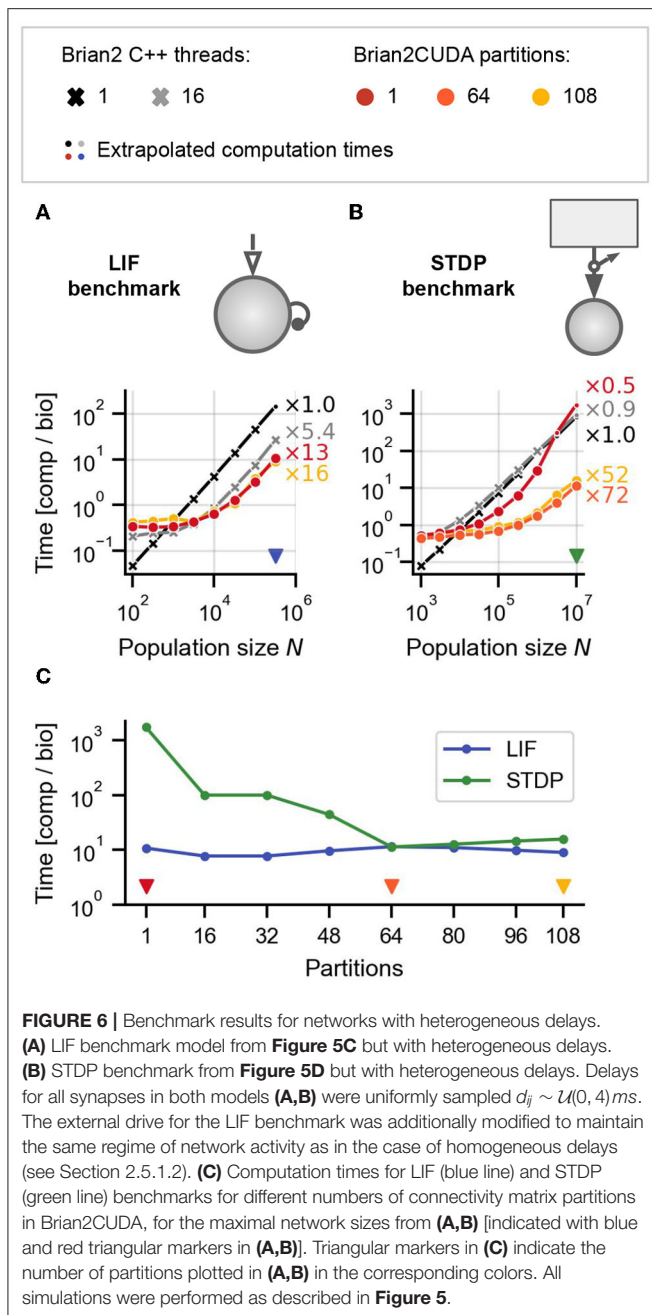 Brian2 C++ threads:
Brian2CUDA partitions:
1
16
1
64
108
Extrapolated computation times
A
B
LIF
benchmark
STDP
benchmark
Time [comp / bio]
10²
10¹
10⁰
10⁻¹
×1.0
×5.4
×13
×16
10²
10⁴
10⁶
Population size N
10³
10²
10¹
10⁰
10⁻¹
×0.5
×0.9
×1.0
×52
×72
10³
10⁵
10⁷
Population size N
C
Time [comp / bio]
10³
10²
10¹
10⁰
LIF
STDP
1
16
32
48
64
80
96
108
Partitions
FIGURE 6 | Benchmark results for networks with heterogeneous delays.
(A) LIF benchmark model from Figure 5C but with heterogeneous delays.
(B) STDP benchmark from Figure 5D but with heterogeneous delays. Delays
for all synapses in both models (A,B) were uniformly sampled dij ∼ U(0, 4) ms.
The external drive for the LIF benchmark was additionally modified to maintain
the same regime of network activity as in the case of homogeneous delays
(see Section 2.5.1.2). (C) Computation times for LIF (blue line) and STDP
(green line) benchmarks for different numbers of connectivity matrix partitions
in Brian2CUDA, for the maximal network sizes from (A,B) [indicated with blue
and red triangular markers in (A,B)]. Triangular markers in (C) indicate the
number of partitions plotted in (A,B) in the corresponding colors. All
simulations were performed as described in Figure 5.